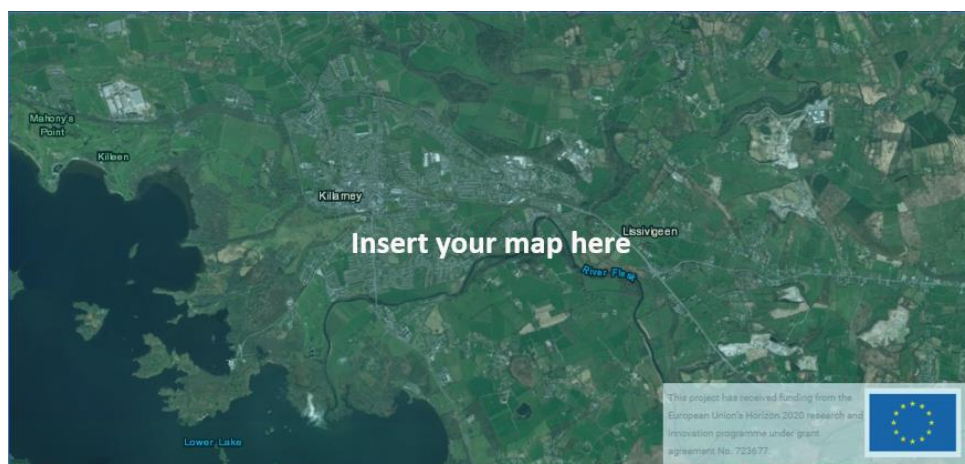 Mahony's
Point
Killeen
Killarney
Insert your map here
Lissivigeen
River Flesk
Lower Lake
This project has received funding from the
European Union's Horizon 2020 research and
innovation programme under grant
agreement No. 723677.